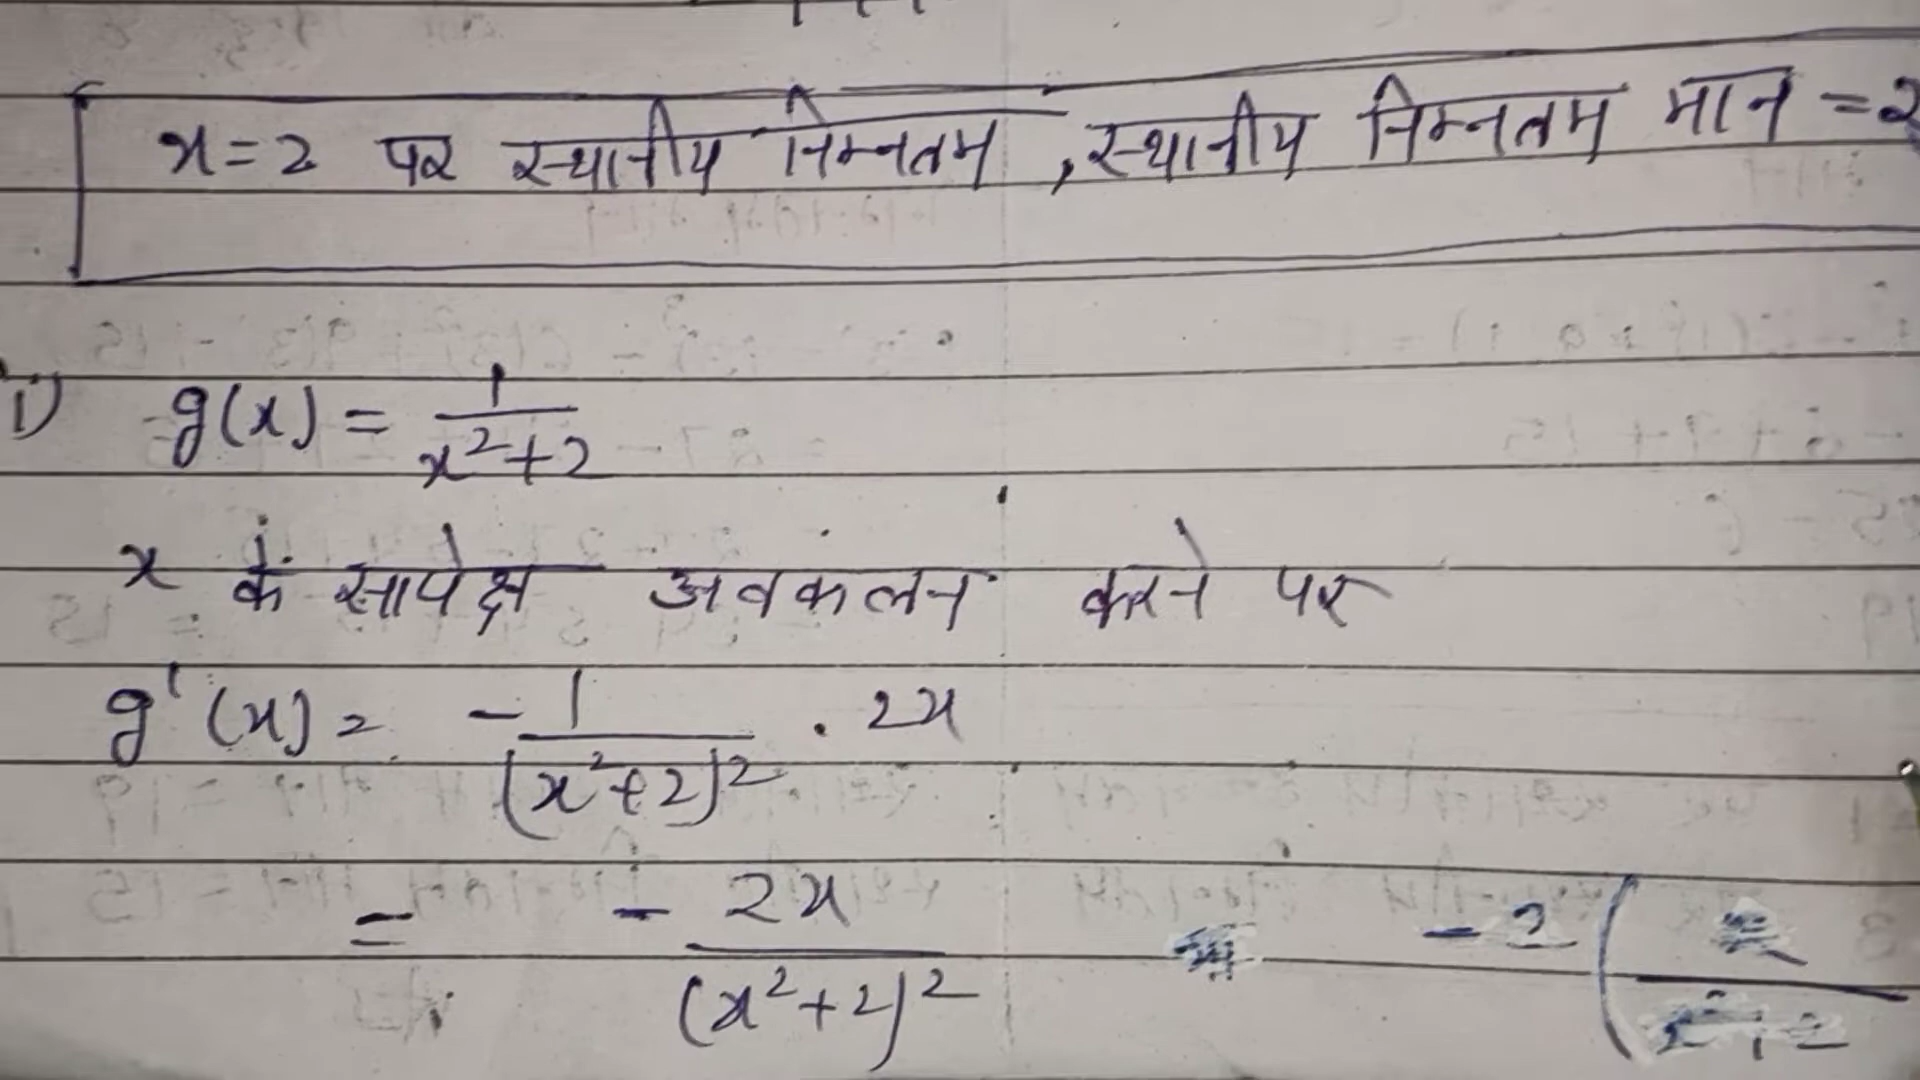 x=2 पर स्थानीय निम्नतम, स्थानीय निम्नतम मान = 2
i) g(x) = 1/(x²+2)
x के सापेक्ष अवकलन करने पर
g'(x) = -1/(x²+2)² . 2x
= - 2x/(x²+2)² - 2 (